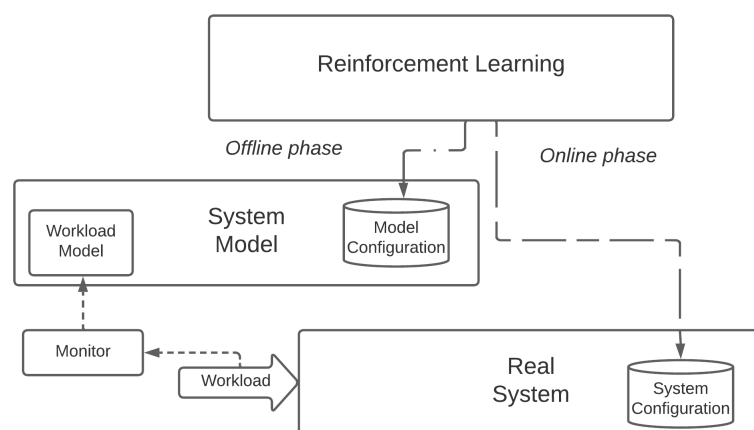 Reinforcement Learning
Offline phase
Online phase
System
Model
Workload
Model
Model
Configuration
Monitor
Workload
Real
System
System
Configuration